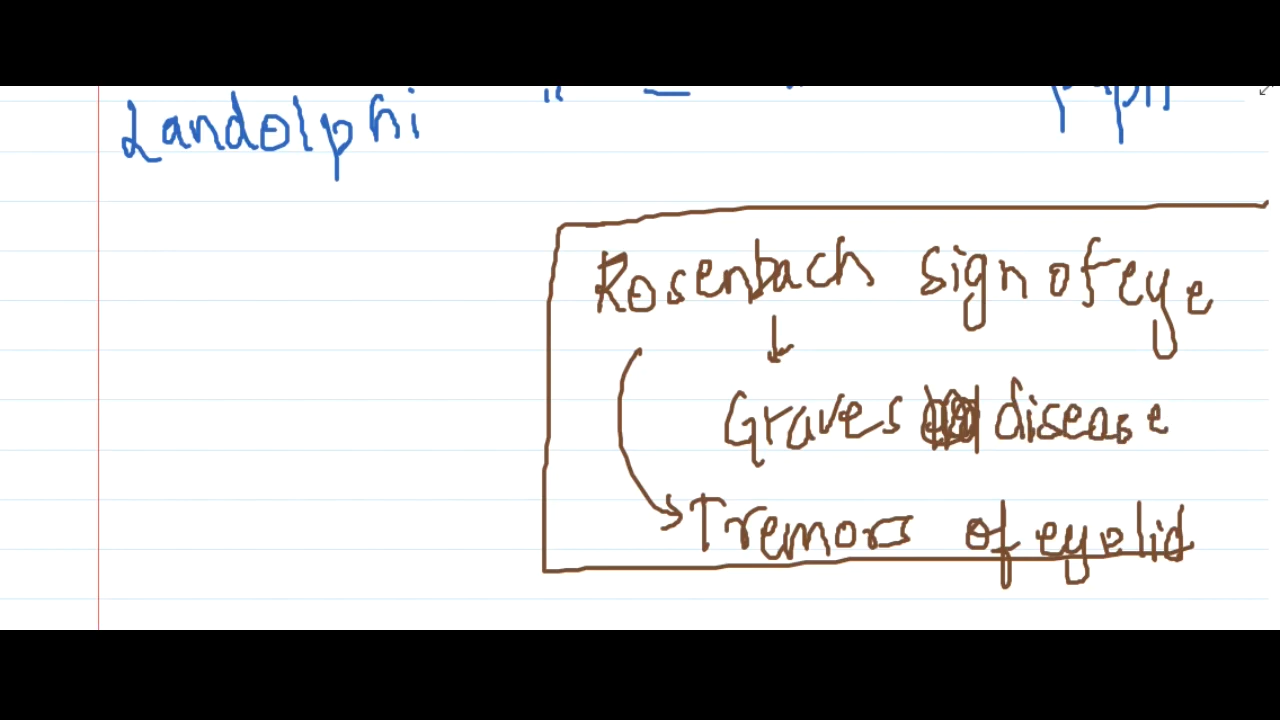 Landolphi
Rosenbach sign of eye
Graves disease
Tremors of eyelid